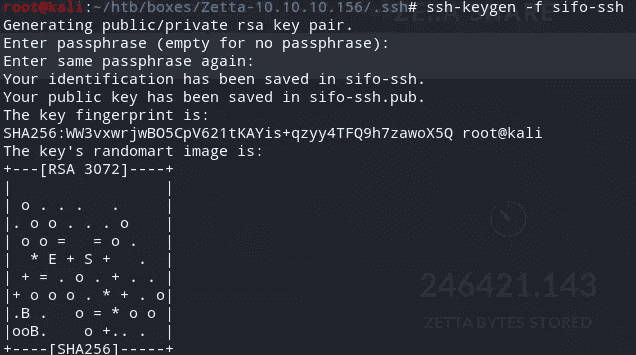 root@kali:~/htb/boxes/Zetta-10.10.10.156/.ssh# ssh-keygen -f sifo-ssh
Generating public/private rsa key pair.
Enter passphrase (empty for no passphrase):
Enter same passphrase again:
Your identification has been saved in sifo-ssh.
Your public key has been saved in sifo-ssh.pub.
The key fingerprint is:
SHA256:WW3vxwrjwBO5CpV621tKAYis+qzyy4TFQ9h7zawoX5Q root@kali
The key's randomart image is:
+---[RSA 3072]----+
|                 |
| o . . .   .     |
|. o o . . . o    |
| o o =   = o .   |
|  * E + S +   .  |
| + = . o . + . . |
|+ o o o . * + . o|
|.B .   o = * o o |
|ooB.    o +.. .  |
+----[SHA256]-----+
ZETTA SHARE
246421.143
ZETTA BYTES STORED